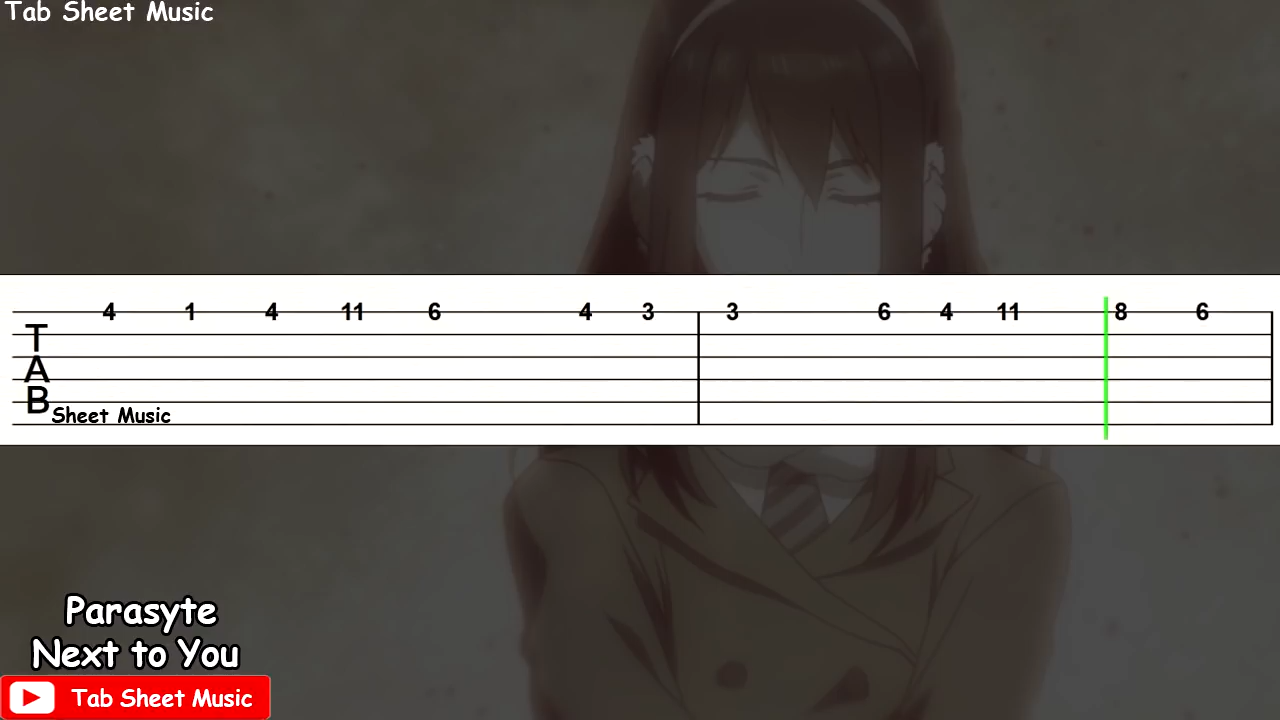 Tab Sheet Music
4 1 4 11 6 4 3 3 6 4 11 8 6
T
A
B
Sheet Music
Parasyte
Next to You
Tab Sheet Music